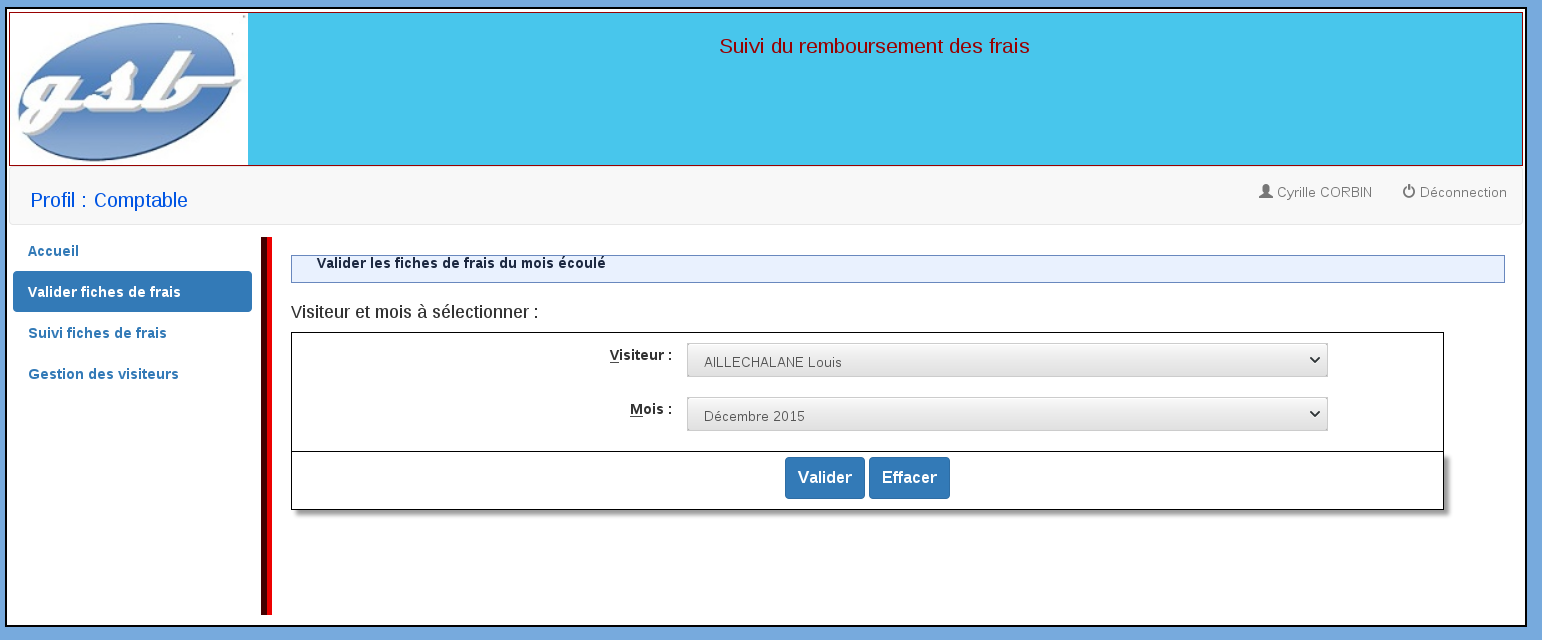 gsb
Suivi du remboursement des frais
Profil : Comptable
Cyrille CORBIN
Déconnection
Accueil
Valider fiches de frais
Suivi fiches de frais
Gestion des visiteurs
Valider les fiches de frais du mois écoulé
Visiteur et mois à sélectionner :
Visiteur : AILLECHALANE Louis
Mois : Décembre 2015
Valider Effacer